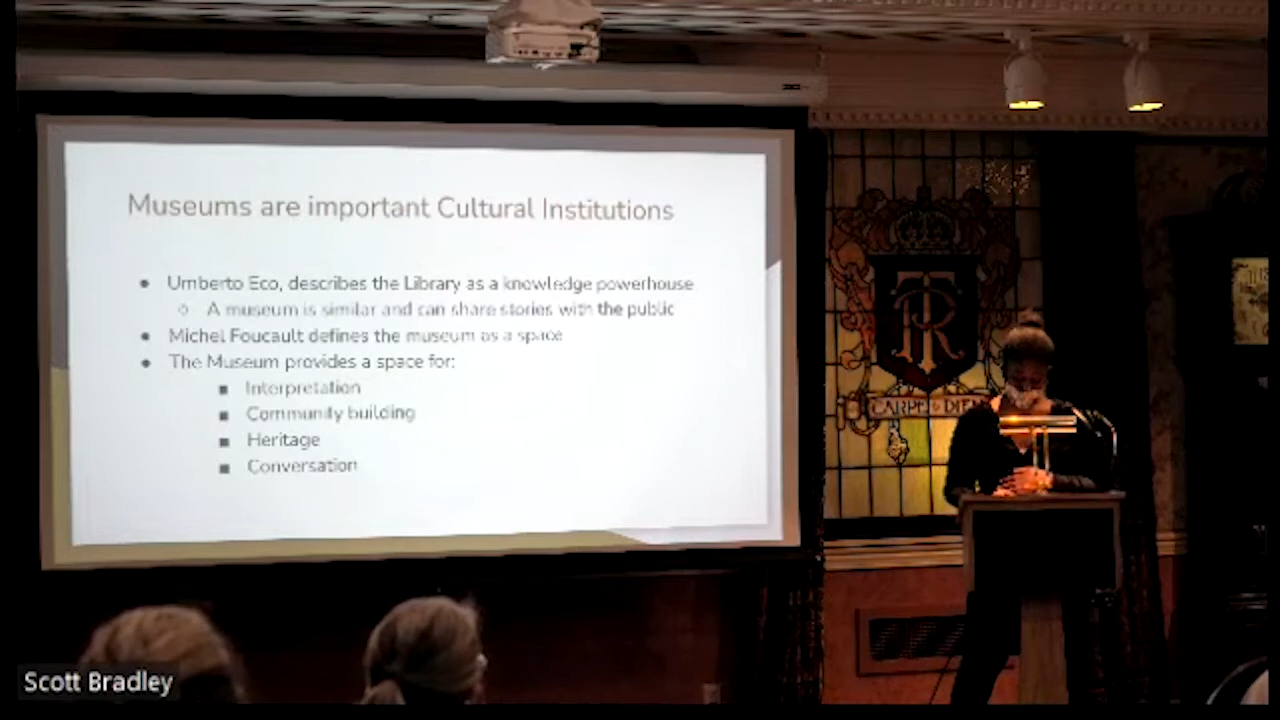 Museums are important Cultural Institutions
Umberto Eco, describes the Library as a knowledge powerhouse
A museum is similar and can share stories with the public
Michel Foucault defines the museum as a space
The Museum provides a space for:
Interpretation
Community building
Heritage
Conversation
TR
CARPE DIEM
Scott Bradley